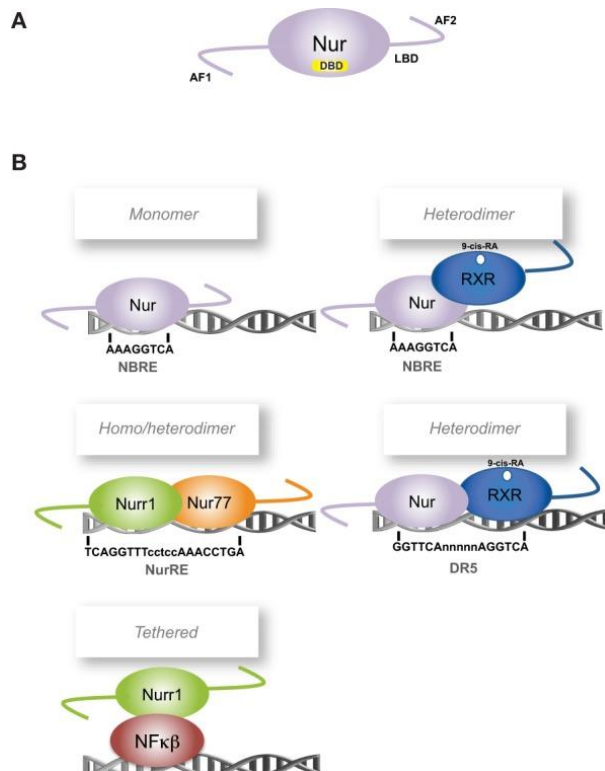 A
AF1
Nur
DBD
LBD
AF2
B
Monomer
Nur
AAAGGTCA
NBRE
Heterodimer
9-cis-RA
RXR
Nur
AAAGGTCA
NBRE
Homo/heterodimer
Nurr1
Nur77
TCAGGTTTcctccAAACCTGA
NurRE
Heterodimer
9-cis-RA
Nur
RXR
GGTTCAnnnnnAGGTCA
DR5
Tethered
Nurr1
NFκβ